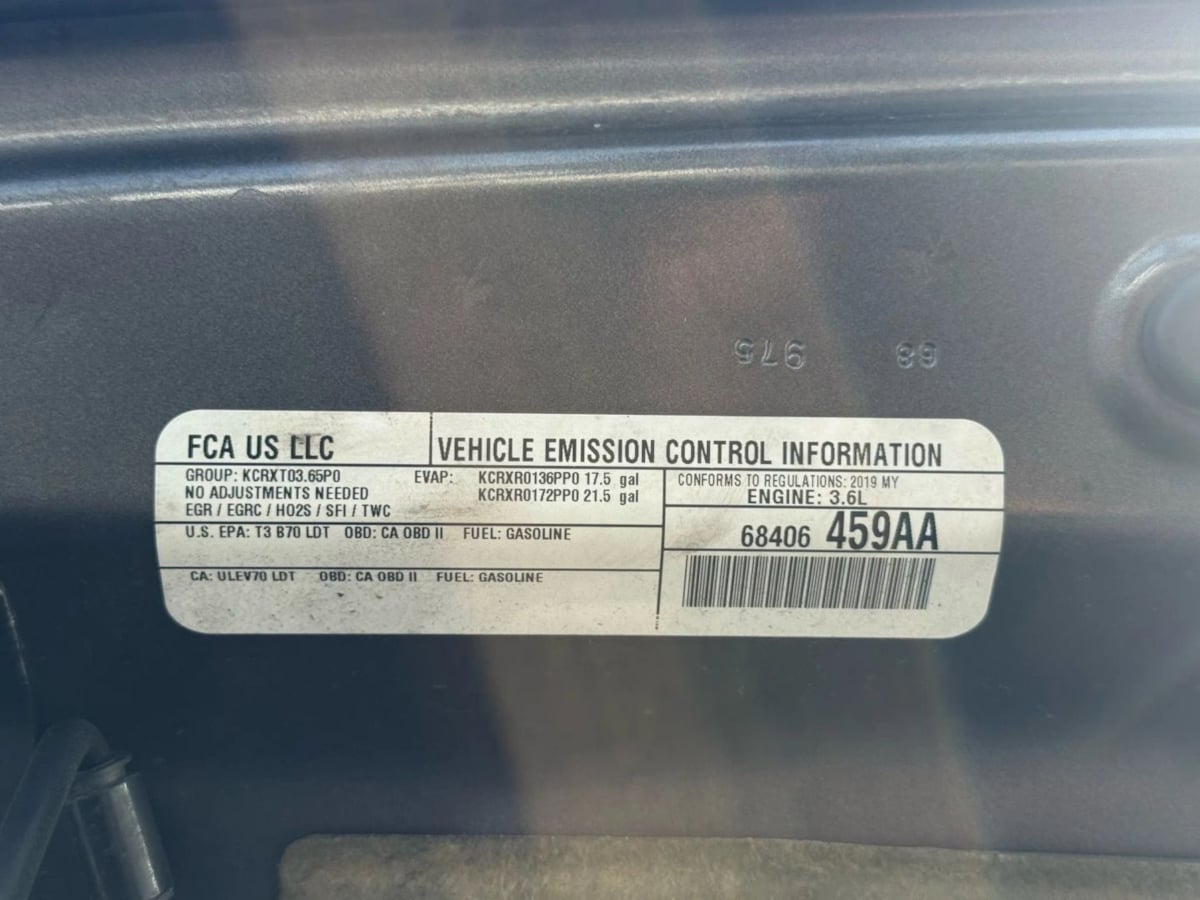 975 68
FCA US LLC
VEHICLE EMISSION CONTROL INFORMATION
GROUP: KCRXT03.65P0
NO ADJUSTMENTS NEEDED
EGR / EGRC / HO2S / SFI / TWC
EVAP: KCRXR0136PP0 17.5 gal
KCRXR0172PP0 21.5 gal
CONFORMS TO REGULATIONS: 2019 MY
ENGINE: 3.6L
U.S. EPA: T3 B70 LDT OBD: CA OBD II FUEL: GASOLINE
68406 459AA
CA: ULEV70 LDT OBD: CA OBD II FUEL: GASOLINE